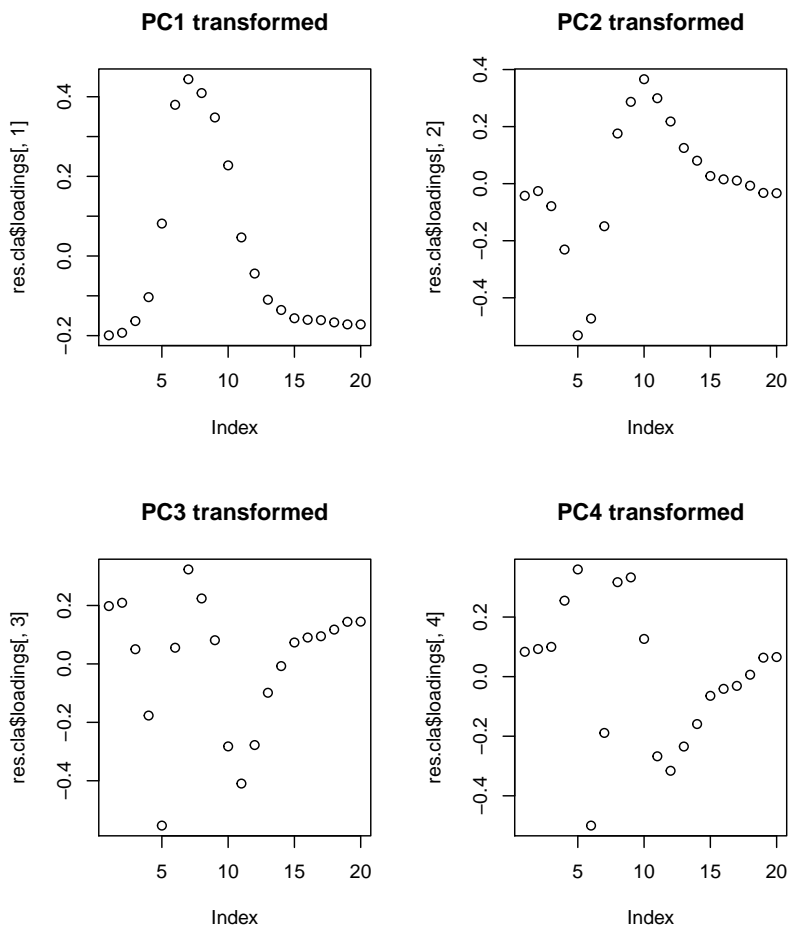 PC1 transformed
res.cla$loadings[, 1]
0.4
0.2
0.0
−0.2
5
10
15
20
Index
PC2 transformed
res.cla$loadings[, 2]
0.4
0.2
0.0
−0.2
−0.4
5
10
15
20
Index
PC3 transformed
res.cla$loadings[, 3]
0.2
0.0
−0.2
−0.4
5
10
15
20
Index
PC4 transformed
res.cla$loadings[, 4]
0.2
0.0
−0.2
−0.4
5
10
15
20
Index